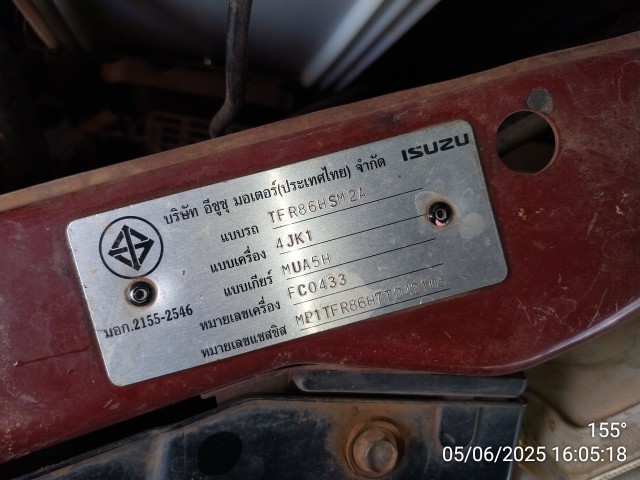 ISUZU
บริษัท อีซูซุ มอเตอร์(ประเทศไทย) จำกัด
แบบรถ TFR86HSM2A
แบบเครื่อง 4JK1
แบบเกียร์ MUA5H
หมายเลขเครื่อง FC0433
หมายเลขแชสซิส
มอก.2155-2546
155°
05/06/2025 16:05:18